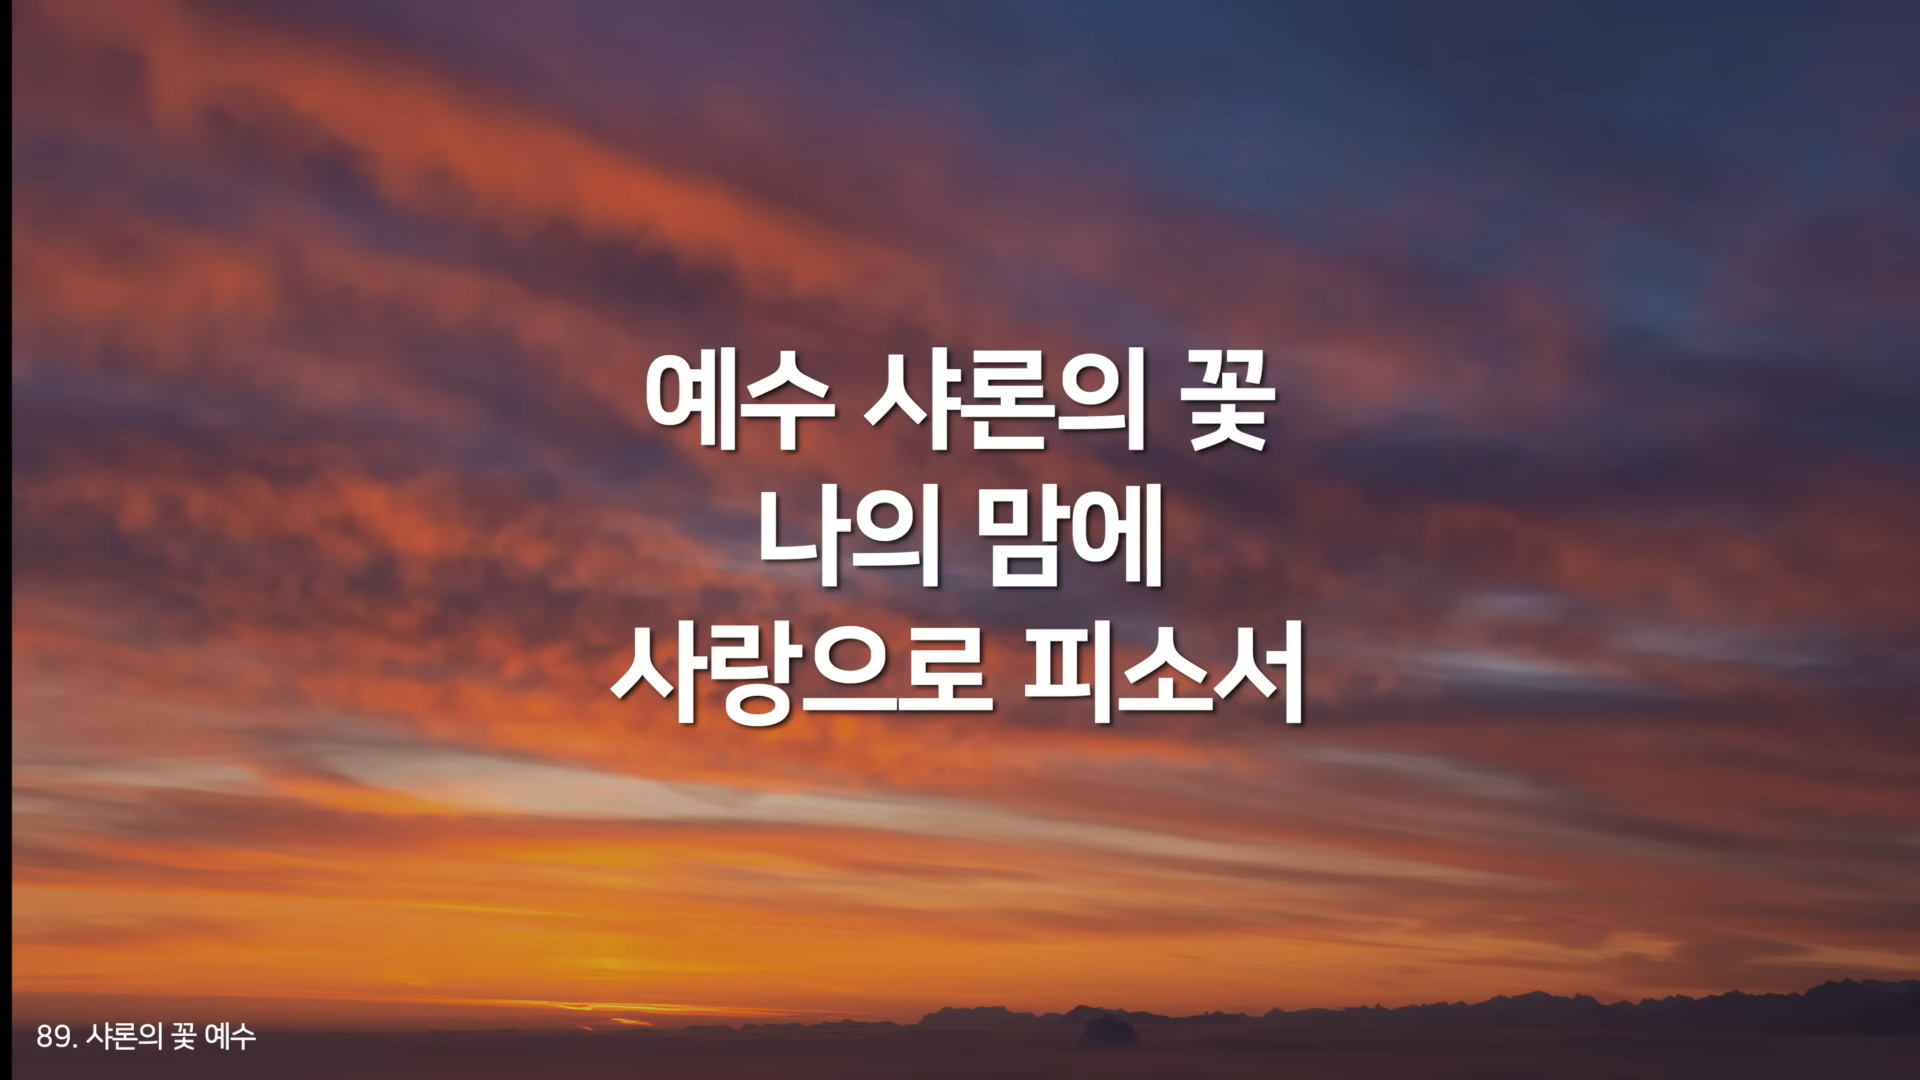 예수 샤론의 꽃
나의 맘에
사랑으로 피소서
89. 샤론의 꽃 예수